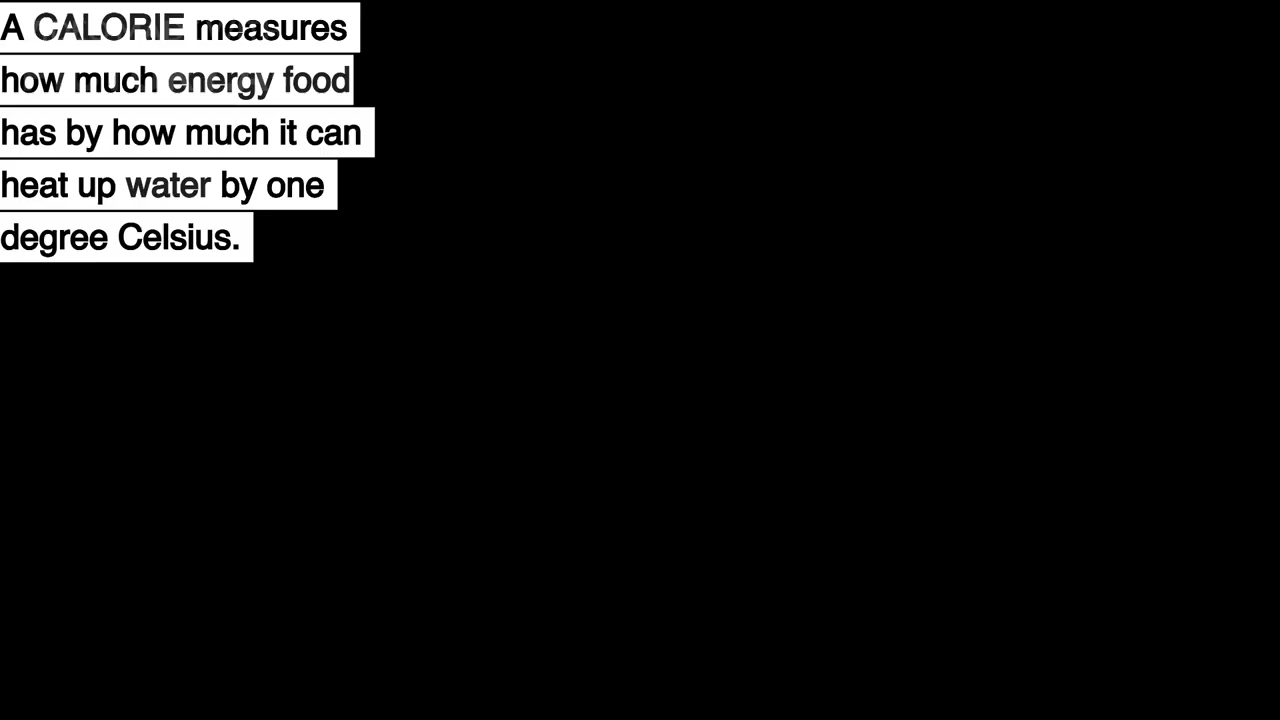 A CALORIE measures
how much energy food
has by how much it can
heat up water by one
degree Celsius.